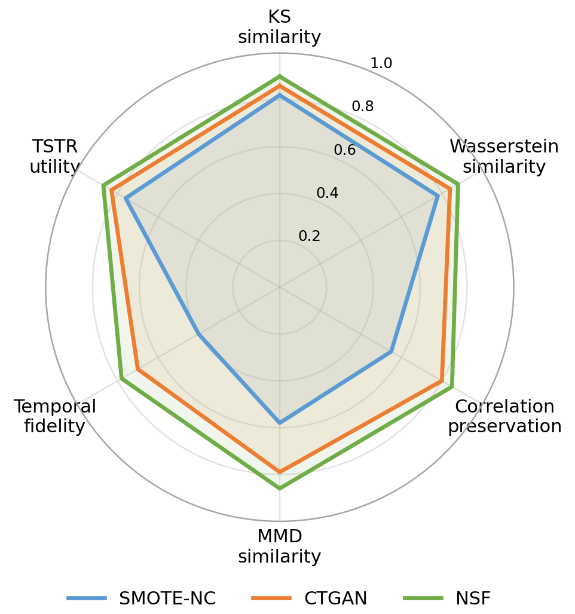 KS
similarity
1.0
0.8
TSTR
utility
0.6
Wasserstein
similarity
0.4
0.2
Temporal
fidelity
Correlation
preservation
MMD
similarity
SMOTE-NC
CTGAN
NSF